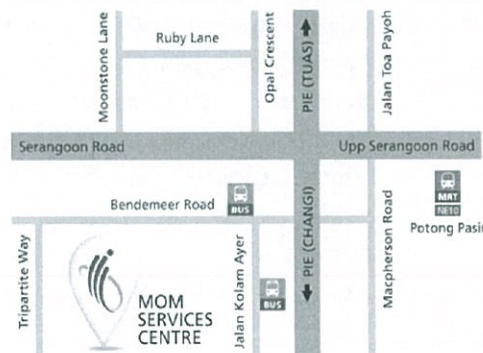 Moonstone Lane
Ruby Lane
Opal Crescent
PIE (TUAS)
Jalan Toa Payoh
Serangoon Road
Upp Serangoon Road
Bendemeer Road
BUS
PIE (CHANGI)
MRT
NE10
Potong Pasir
Tripartite Way
MOM
SERVICES
CENTRE
Jalan Kolam Ayer
BUS
Macpherson Road